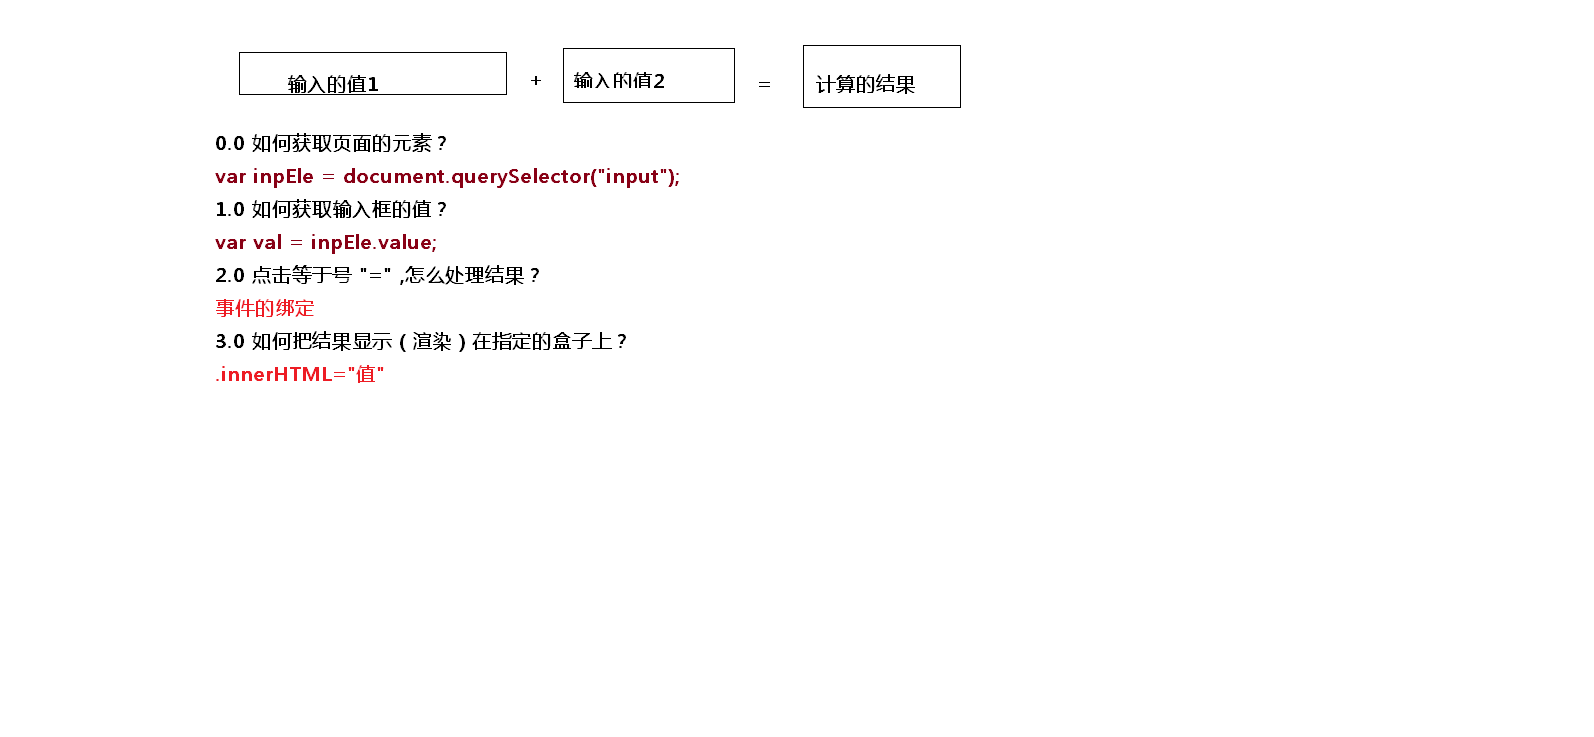 输入的值1 + 输入的值2 = 计算的结果
0.0 如何获取页面的元素？
var inpEle = document.querySelector("input");
1.0 如何获取输入框的值？
var val = inpEle.value;
2.0 点击等于号 "=" ,怎么处理结果？
事件的绑定
3.0 如何把结果显示（渲染）在指定的盒子上？
.innerHTML="值"